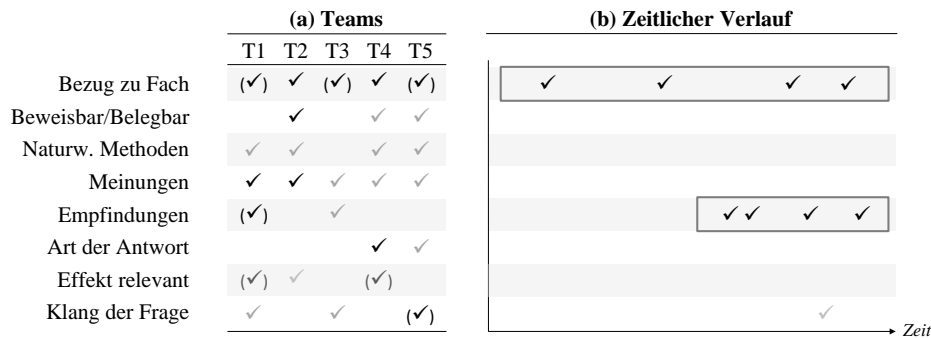 (a) Teams (b) Zeitlicher Verlauf
T1 T2 T3 T4 T5
Bezug zu Fach (✓) ✓ (✓) ✓ (✓) ✓ ✓ ✓ ✓
Beweisbar/Belegbar ✓ ✓ ✓
Naturw. Methoden ✓ ✓ ✓ ✓
Meinungen ✓ ✓ ✓ ✓ ✓
Empfindungen (✓) ✓ ✓ ✓ ✓ ✓
Art der Antwort ✓ ✓
Effekt relevant (✓) ✓ (✓)
Klang der Frage ✓ ✓ (✓) ✓
Zeit